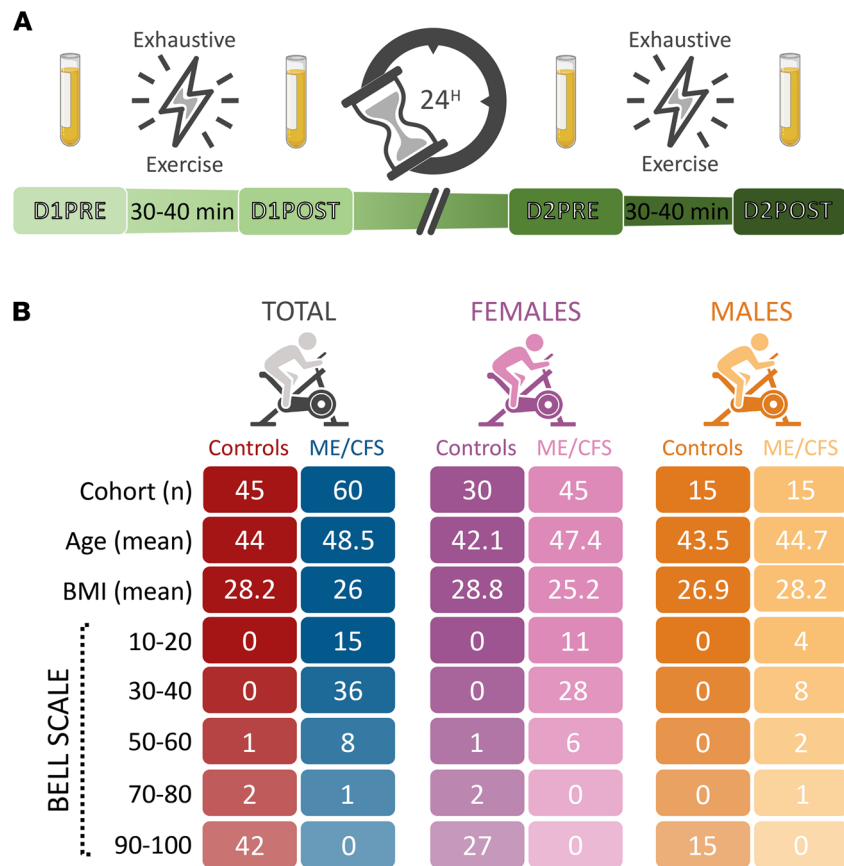 A
Exhaustive Exhaustive
24H
Exercise Exercise
D1PRE 30-40 min D1POST D2PRE 30-40 min D2POST
B
TOTAL FEMALES MALES
Controls ME/CFS Controls ME/CFS Controls ME/CFS
Cohort (n) 45 60 30 45 15 15
Age (mean) 44 48.5 42.1 47.4 43.5 44.7
BMI (mean) 28.2 26 28.8 25.2 26.9 28.2
BELL SCALE
10-20 0 15 0 11 0 4
30-40 0 36 0 28 0 8
50-60 1 8 1 6 0 2
70-80 2 1 2 0 0 1
90-100 42 0 27 0 15 0